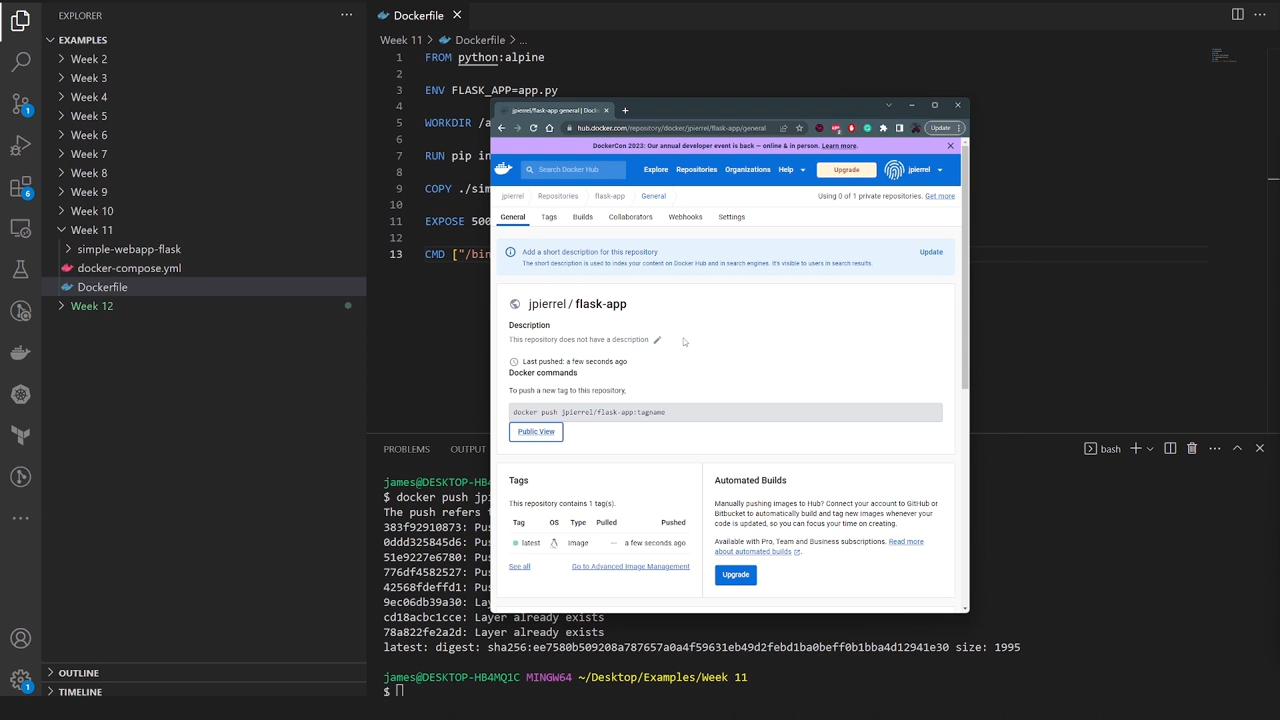 EXPLORER
EXAMPLES
Week 2
Week 3
Week 4
Week 5
Week 6
Week 7
Week 8
Week 9
Week 10
Week 11
simple-webapp-flask
docker-compose.yml
Dockerfile
Week 12
OUTLINE
TIMELINE
1
6
1
Dockerfile
Week 11 > Dockerfile > ...
1 FROM python:alpine
2
3 ENV FLASK_APP=app.py
4
5 WORKDIR /a
6
7 RUN pip in
8
9 COPY ./sim
10
11 EXPOSE 500
12
13 CMD ["/bin
jpierrel/flask-app general | Docke
hub.docker.com/repository/docker/jpierrel/flask-app/general
Update
DockerCon 2023: Our annual developer event is back — online & in person. Learn more.
Search Docker Hub
Explore Repositories Organizations Help Upgrade jpierrel
jpierrel Repositories flask-app General Using 0 of 1 private repositories. Get more
General Tags Builds Collaborators Webhooks Settings
Add a short description for this repository Update
The short description is used to index your content on Docker Hub and in search engines. It's visible to users in search results.
jpierrel / flask-app
Description
This repository does not have a description
Last pushed: a few seconds ago
Docker commands
To push a new tag to this repository,
docker push jpierrel/flask-app:tagname
Public View
Tags
This repository contains 1 tag(s).
Tag OS Type Pulled Pushed
latest Image --- a few seconds ago
See all Go to Advanced Image Management
Automated Builds
Manually pushing images to Hub? Connect your account to GitHub or
Bitbucket to automatically build and tag new images whenever your
code is updated, so you can focus your time on creating.
Available with Pro, Team and Business subscriptions. Read more
about automated builds
Upgrade
PROBLEMS OUTPUT bash
james@DESKTOP-HB4
$ docker push jpi
The push refers t
383f92910873: Pus
0ddd325845d6: Pus
51e9227e6780: Pus
776df4582527: Pus
42568fdeffd1: Pus
9ec06db39a30: Lay
cd18acbc1cce: Layer already exists
78a822fe2a2d: Layer already exists
latest: digest: sha256:ee7580b509208a787657a0a4f59631eb49d2febd1ba0beff0b1bba4d12941e30 size: 1995
james@DESKTOP-HB4MQ1C MINGW64 ~/Desktop/Examples/Week 11
$